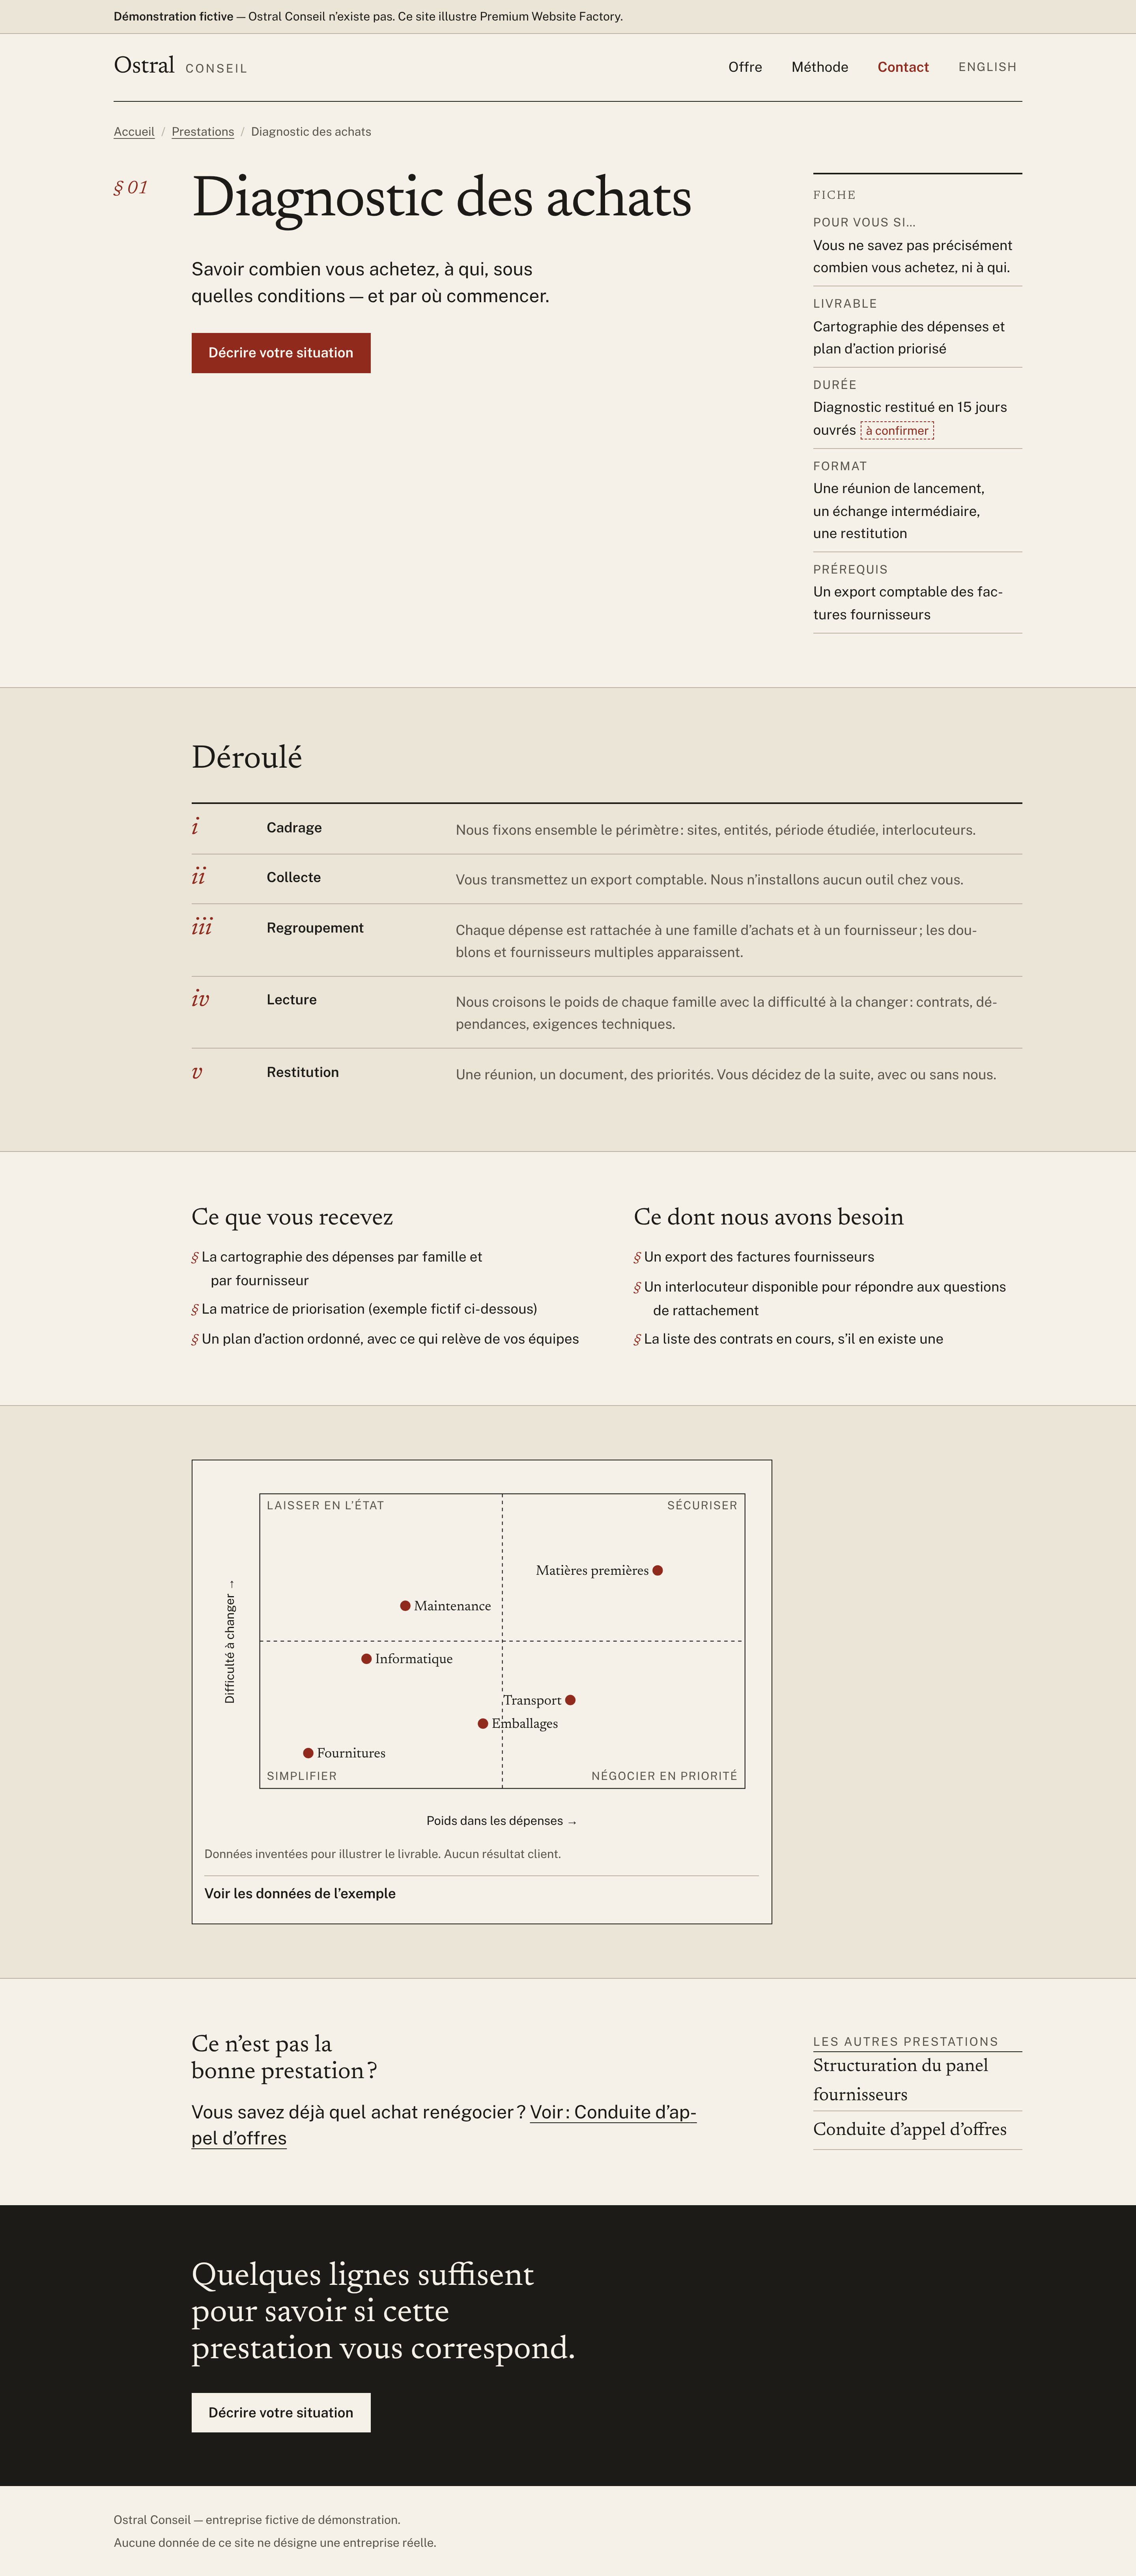 Démonstration fictive — Ostral Conseil n'existe pas. Ce site illustre Premium Website Factory.
Ostral CONSEIL
Offre Méthode Contact ENGLISH
Accueil / Prestations / Diagnostic des achats
§ 01
Diagnostic des achats
Savoir combien vous achetez, à qui, sous
quelles conditions — et par où commencer.
Décrire votre situation
FICHE
POUR VOUS SI…
Vous ne savez pas précisément
combien vous achetez, ni à qui.
LIVRABLE
Cartographie des dépenses et
plan d'action priorisé
DURÉE
Diagnostic restitué en 15 jours
ouvrés à confirmer
FORMAT
Une réunion de lancement,
un échange intermédiaire,
une restitution
PRÉREQUIS
Un export comptable des fac-
tures fournisseurs
Déroulé
i Cadrage Nous fixons ensemble le périmètre : sites, entités, période étudiée, interlocuteurs.
ii Collecte Vous transmettez un export comptable. Nous n'installons aucun outil chez vous.
iii Regroupement Chaque dépense est rattachée à une famille d'achats et à un fournisseur ; les dou-
blons et fournisseurs multiples apparaissent.
iv Lecture Nous croisons le poids de chaque famille avec la difficulté à la changer : contrats, dé-
pendances, exigences techniques.
v Restitution Une réunion, un document, des priorités. Vous décidez de la suite, avec ou sans nous.
Ce que vous recevez
§ La cartographie des dépenses par famille et
par fournisseur
§ La matrice de priorisation (exemple fictif ci-dessous)
§ Un plan d'action ordonné, avec ce qui relève de vos équipes
Ce dont nous avons besoin
§ Un export des factures fournisseurs
§ Un interlocuteur disponible pour répondre aux questions
de rattachement
§ La liste des contrats en cours, s'il en existe une
LAISSER EN L'ÉTAT SÉCURISER
Matières premières
Maintenance
Difficulté à changer →
Informatique
Transport
Emballages
Fournitures
SIMPLIFIER NÉGOCIER EN PRIORITÉ
Poids dans les dépenses →
Données inventées pour illustrer le livrable. Aucun résultat client.
Voir les données de l'exemple
Ce n'est pas la
bonne prestation ?
Vous savez déjà quel achat renégocier ? Voir : Conduite d'ap-
pel d'offres
LES AUTRES PRESTATIONS
Structuration du panel
fournisseurs
Conduite d'appel d'offres
Quelques lignes suffisent
pour savoir si cette
prestation vous correspond.
Décrire votre situation
Ostral Conseil — entreprise fictive de démonstration.
Aucune donnée de ce site ne désigne une entreprise réelle.